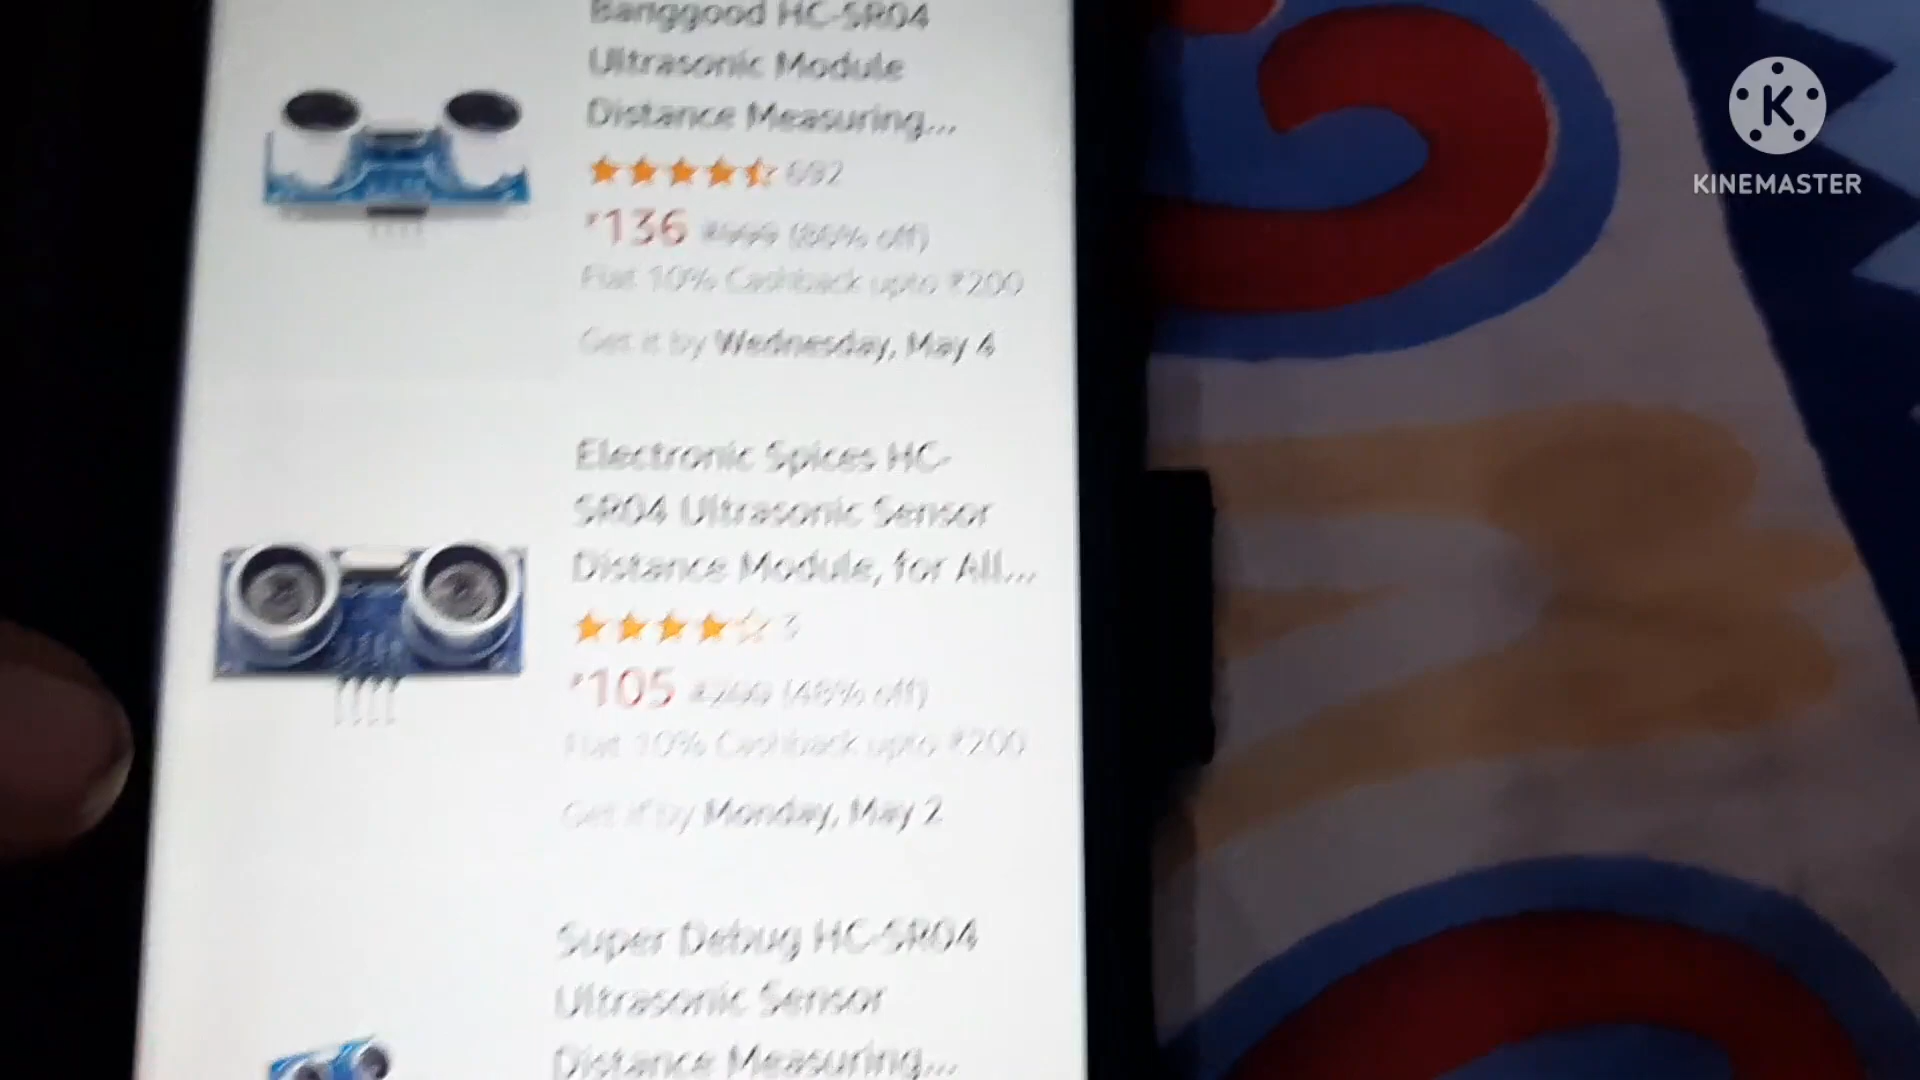 Banggood HC-SR04
Ultrasonic Module
Distance Measuring...
692
₹136 ₹999 (86% off)
Flat 10% Cashback upto ₹200
Get it by Wednesday, May 4
Electronic Spices HC-
SR04 Ultrasonic Sensor
Distance Module, for All...
₹105 (48% off)
Flat 10% Cashback upto ₹200
Get it by Monday, May 2
Super Debug HC-SR04
Ultrasonic Sensor
Distance Measuring...
K
KINEMASTER